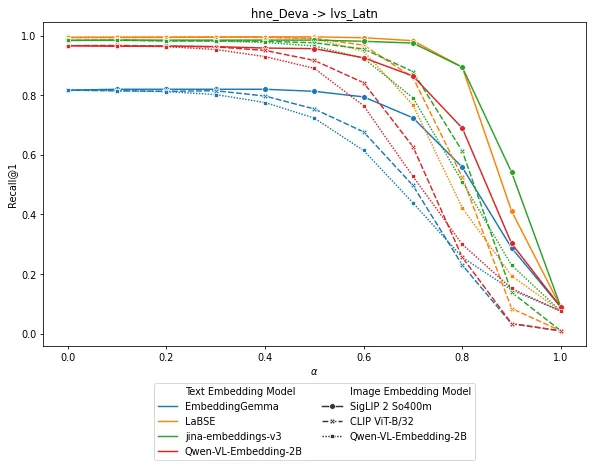 hne_Deva -> lvs_Latn
Recall@1
1.0
0.8
0.6
0.4
0.2
0.0
0.0 0.2 0.4 0.6 0.8 1.0
α
Text Embedding Model
EmbeddingGemma
LaBSE
jina-embeddings-v3
Qwen-VL-Embedding-2B
Image Embedding Model
SigLIP 2 So400m
CLIP ViT-B/32
Qwen-VL-Embedding-2B